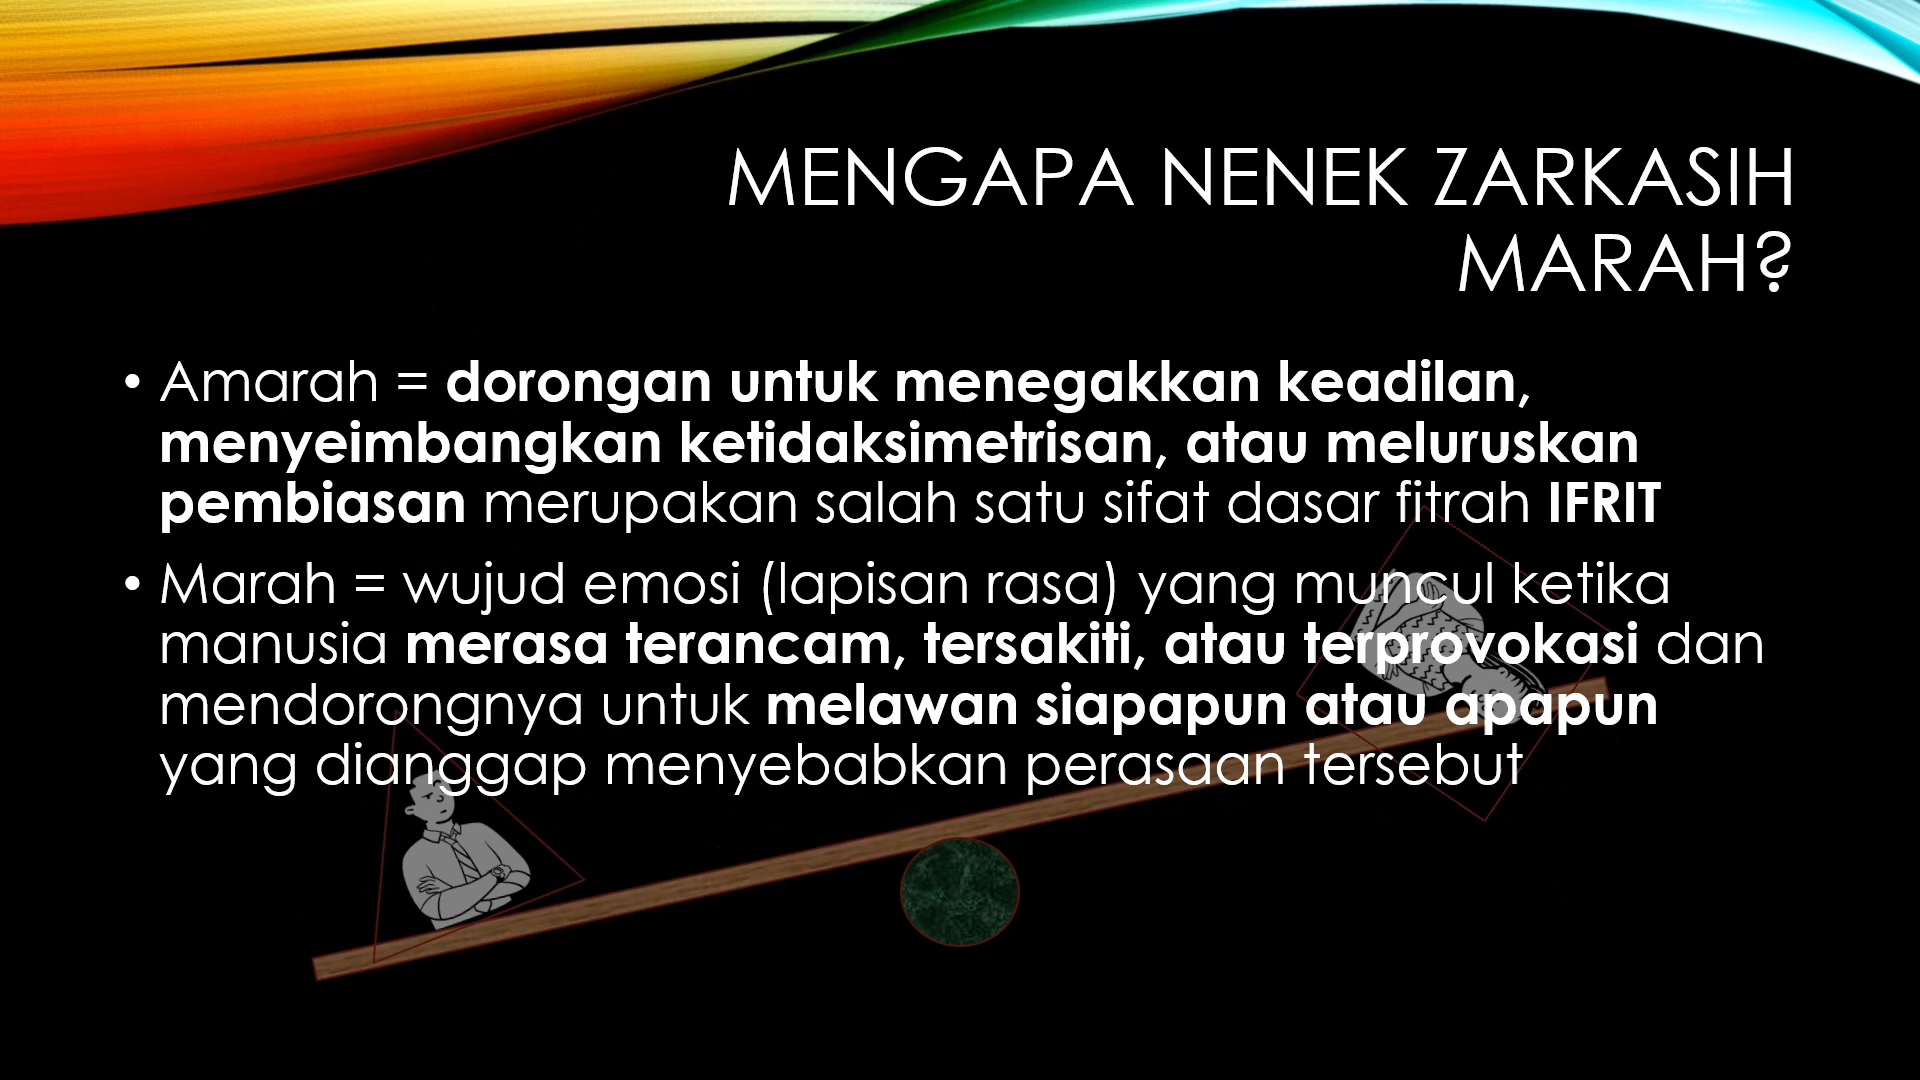 MENGAPA NENEK ZARKASIH
MARAH?
• Amarah = dorongan untuk menegakkan keadilan,
menyeimbangkan ketidaksimetrisan, atau meluruskan
pembiasan merupakan salah satu sifat dasar fitrah IFRIT
• Marah = wujud emosi (lapisan rasa) yang muncul ketika
manusia merasa terancam, tersakiti, atau terprovokasi dan
mendorongnya untuk melawan siapapun atau apapun
yang dianggap menyebabkan perasaan tersebut